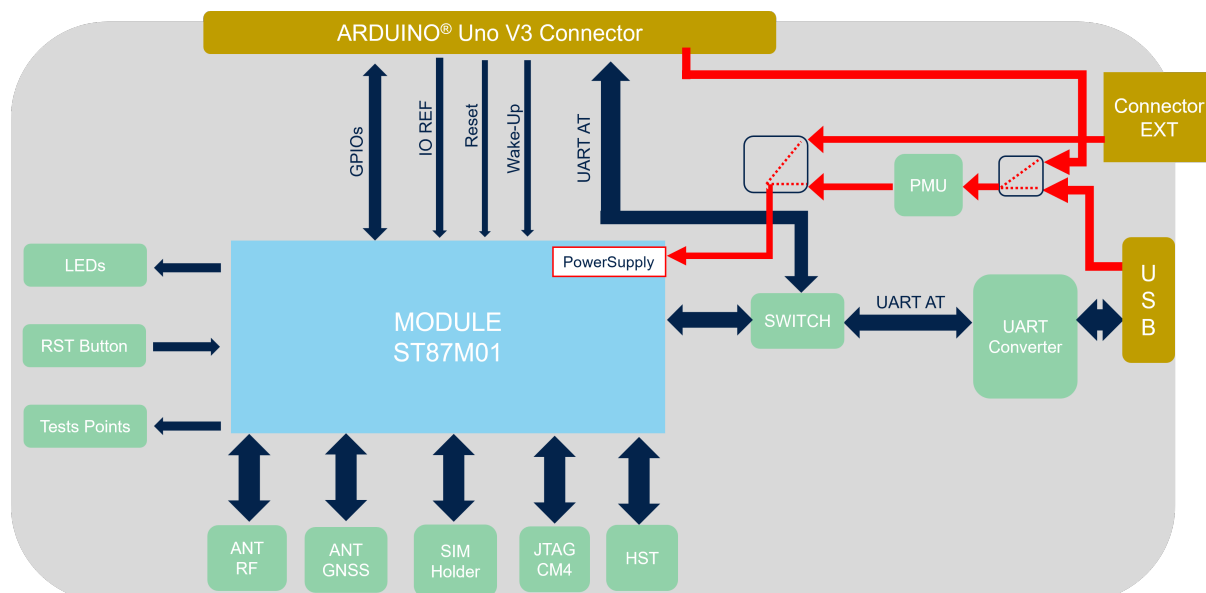 ARDUINO® Uno V3 Connector
GPIOs
IO REF
Reset
Wake-Up
UART AT
Connector
EXT
PMU
PowerSupply
LEDs
RST Button
Tests Points
MODULE
ST87M01
SWITCH
UART AT
UART
Converter
U
S
B
ANT
RF
ANT
GNSS
SIM
Holder
JTAG
CM4
HST